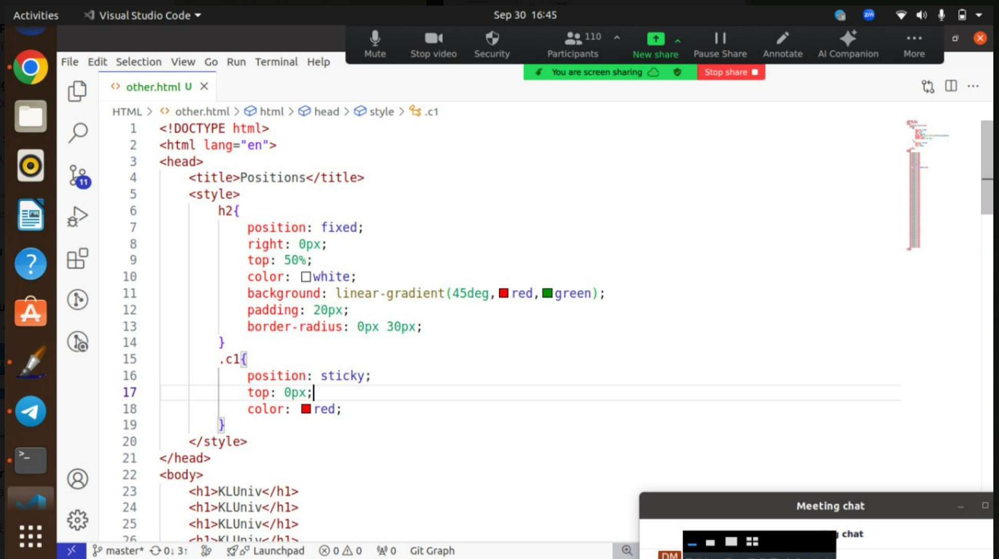 Activities
Visual Studio Code
Sep 30 16:45
zm
Mute
Stop video
Security
110
Participants
New share
Pause Share
Annotate
AI Companion
More
You are screen sharing
Stop share
File Edit Selection View Go Run Terminal Help
other.html U
HTML > other.html > html > head > style > .c1
1 <!DOCTYPE html>
2 <html lang="en">
3 <head>
4 <title>Positions</title>
5 <style>
6 h2{
7 position: fixed;
8 right: 0px;
9 top: 50%;
10 color: white;
11 background: linear-gradient(45deg,red,green);
12 padding: 20px;
13 border-radius: 0px 30px;
14 }
15 .c1{
16 position: sticky;
17 top: 0px;
18 color: red;
19 }
20 </style>
21 </head>
22 <body>
23 <h1>KLUniv</h1>
24 <h1>KLUniv</h1>
25 <h1>KLUniv</h1>
26 <h1>KLUniv</h1>
11
Meeting chat
chat
DM
master* 0↓ 3↑ Launchpad 0 0 0 Git Graph